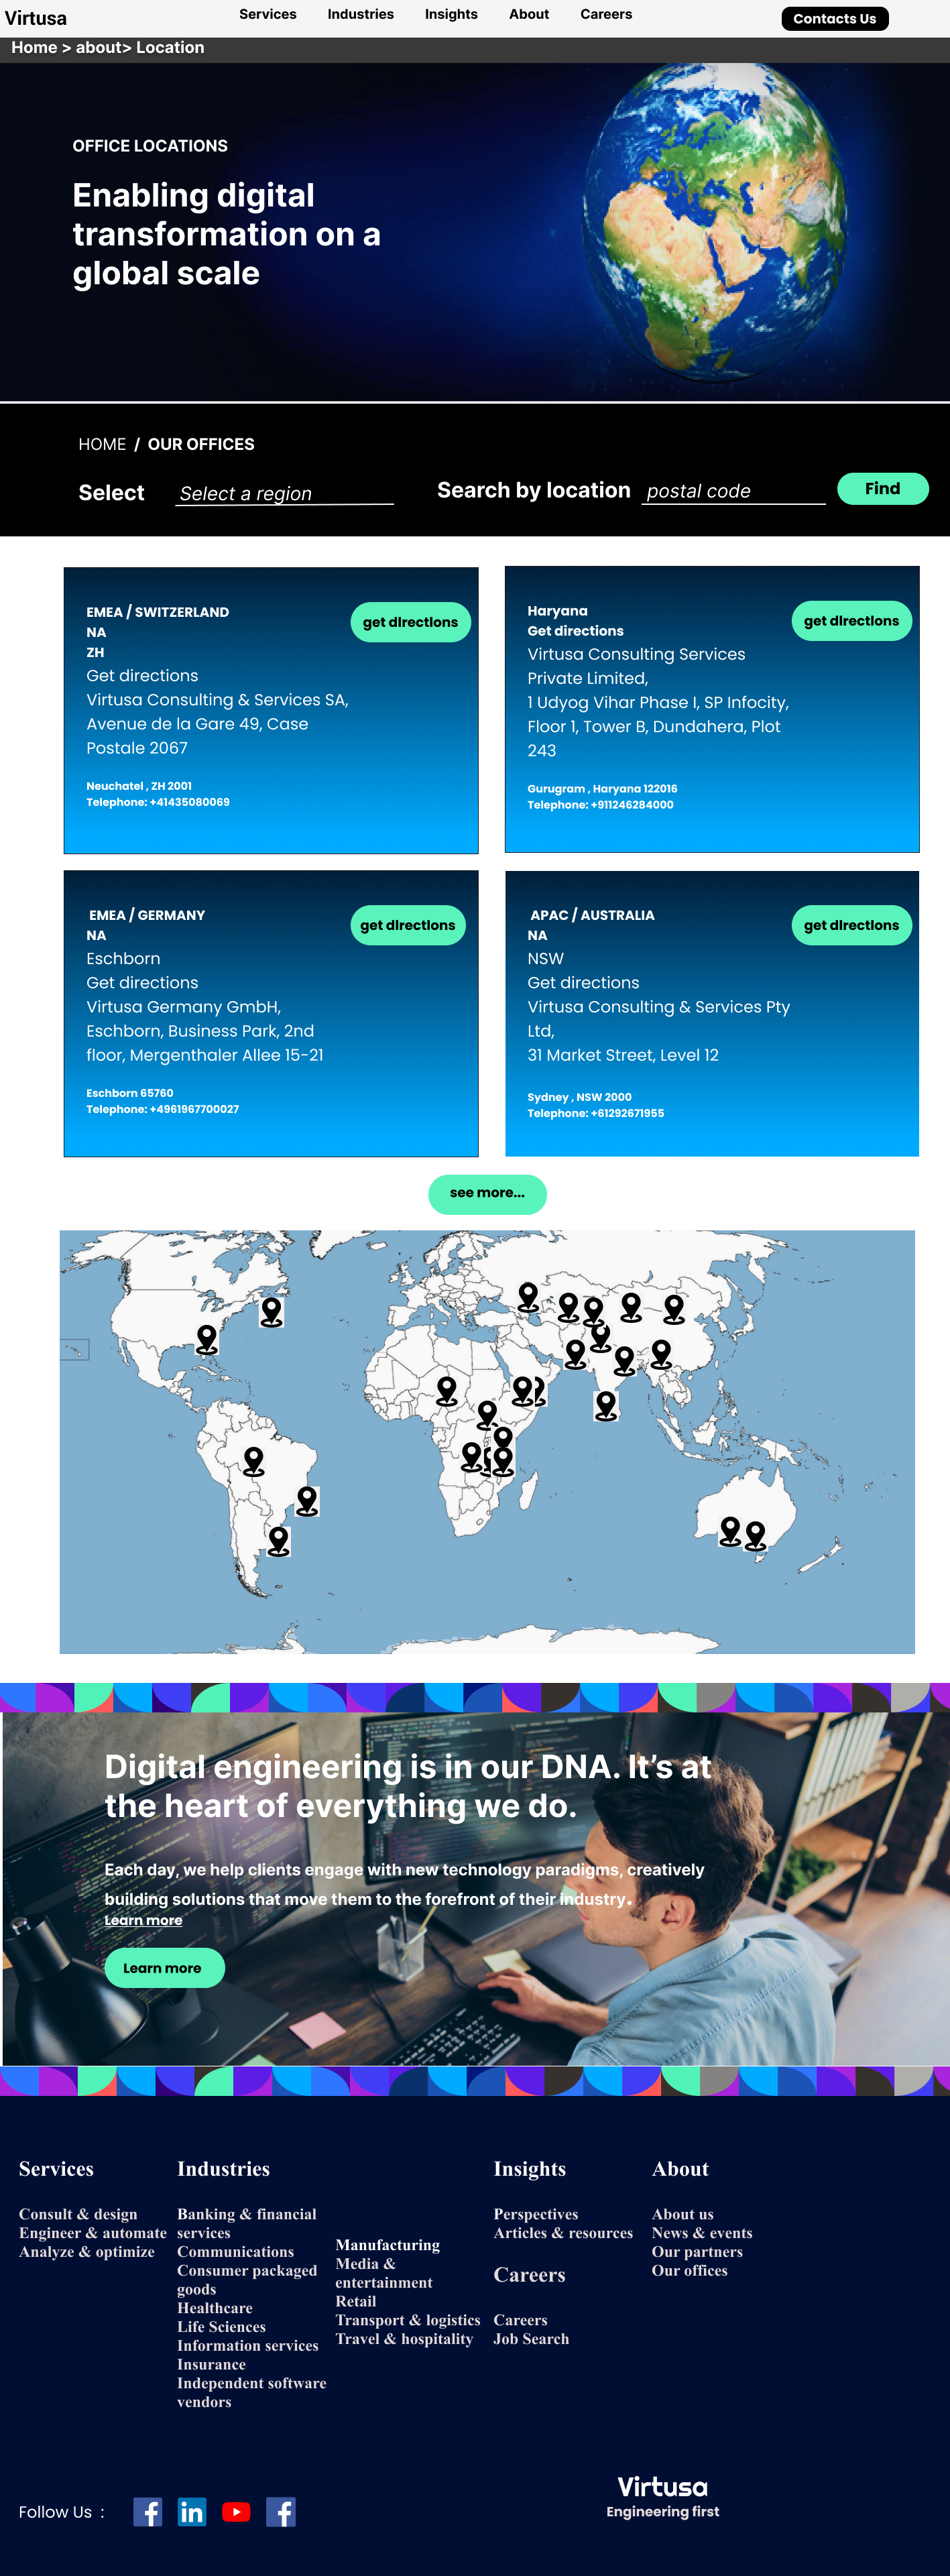 Virtusa
Services Industries Insights About Careers
Contacts Us
Home > about> Location
OFFICE LOCATIONS
Enabling digital
transformation on a
global scale
HOME / OUR OFFICES
Select
Select a region
Search by location
postal code
Find
EMEA / SWITZERLAND
NA
ZH
Get directions
Virtusa Consulting & Services SA,
Avenue de la Gare 49, Case
Postale 2067
Neuchatel , ZH 2001
Telephone: +41435080069
get directions
Haryana
Get directions
Virtusa Consulting Services
Private Limited,
1 Udyog Vihar Phase I, SP Infocity,
Floor 1, Tower B, Dundahera, Plot
243
Gurugram , Haryana 122016
Telephone: +911246284000
get directions
EMEA / GERMANY
NA
Eschborn
Get directions
Virtusa Germany GmbH,
Eschborn, Business Park, 2nd
floor, Mergenthaler Allee 15-21
Eschborn 65760
Telephone: +4961967700027
get directions
APAC / AUSTRALIA
NA
NSW
Get directions
Virtusa Consulting & Services Pty
Ltd,
31 Market Street, Level 12
Sydney , NSW 2000
Telephone: +61292671955
get directions
see more...
Digital engineering is in our DNA. It's at
the heart of everything we do.
Each day, we help clients engage with new technology paradigms, creatively
building solutions that move them to the forefront of their industry.
Learn more
Learn more
Services
Consult & design
Engineer & automate
Analyze & optimize
Industries
Banking & financial
services
Communications
Consumer packaged
goods
Healthcare
Life Sciences
Information services
Insurance
Independent software
vendors
Manufacturing
Media &
entertainment
Retail
Transport & logistics
Travel & hospitality
Insights
Perspectives
Articles & resources
Careers
Careers
Job Search
About
About us
News & events
Our partners
Our offices
Follow Us :
Virtusa
Engineering first